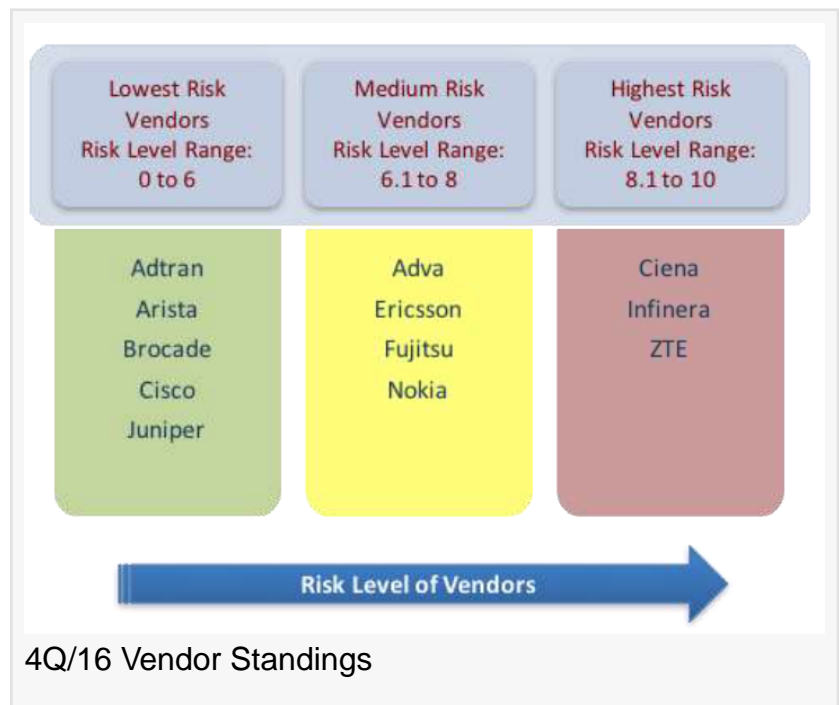 Lowest Risk
Vendors
Risk Level Range:
0 to 6
Medium Risk
Vendors
Risk Level Range:
6.1 to 8
Highest Risk
Vendors
Risk Level Range:
8.1 to 10
Adtran
Arista
Brocade
Cisco
Juniper
Adva
Ericsson
Fujitsu
Nokia
Ciena
Infinera
ZTE
Risk Level of Vendors
4Q/16 Vendor Standings